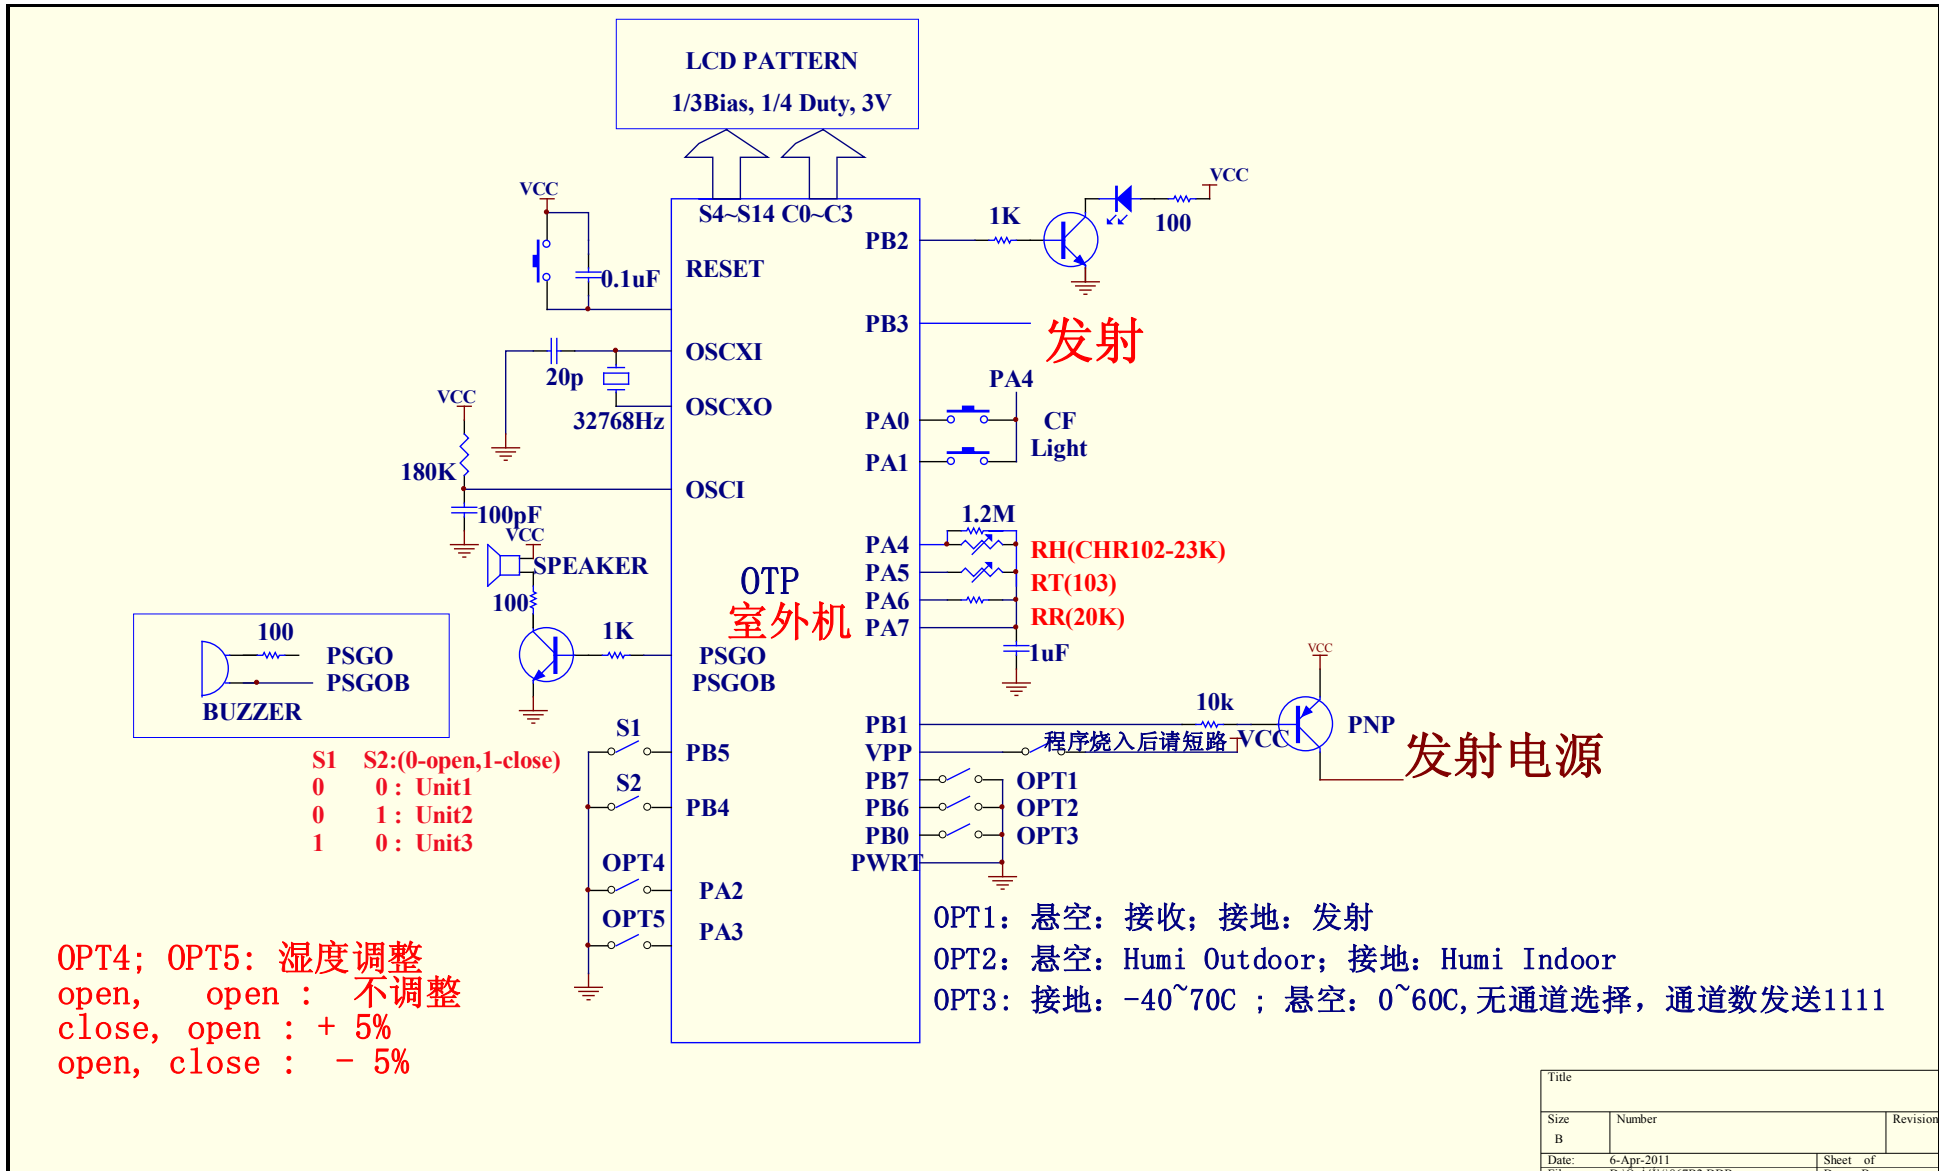 LCD PATTERN
1/3Bias, 1/4 Duty, 3V
S4~S14 C0~C3
VCC
0.1uF
RESET
20p
32768Hz
OSCXI
OSCXO
VCC
180K
100pF
OSCI
VCC
SPEAKER
100
1K
PSGO
PSGOB
100
PSGO
PSGOB
BUZZER
S1 S2:(0-open,1-close)
0 0 : Unit1
0 1 : Unit2
1 0 : Unit3
S1
PB5
S2
PB4
OPT4
PA2
OPT5
PA3
OTP
室外机
PB2
1K
100
VCC
PB3
发射
PA4
PA0
CF
Light
PA1
1.2M
PA4
RH(CHR102-23K)
PA5
RT(103)
PA6
RR(20K)
PA7
1uF
VCC
PB1
10k
PNP
VPP
程序烧入后请短路
VCC
发射电源
PB7
OPT1
PB6
OPT2
PB0
OPT3
PWRT
OPT1: 悬空: 接收; 接地: 发射
OPT2: 悬空: Humi Outdoor; 接地: Humi Indoor
OPT3: 接地: -40~70C ; 悬空: 0~60C,无通道选择, 通道数发送1111
OPT4; OPT5: 湿度调整
open, open : 不调整
close, open : + 5%
open, close : - 5%
Title
Size
B
Number
Revision
Date: 6-Apr-2011
Sheet of